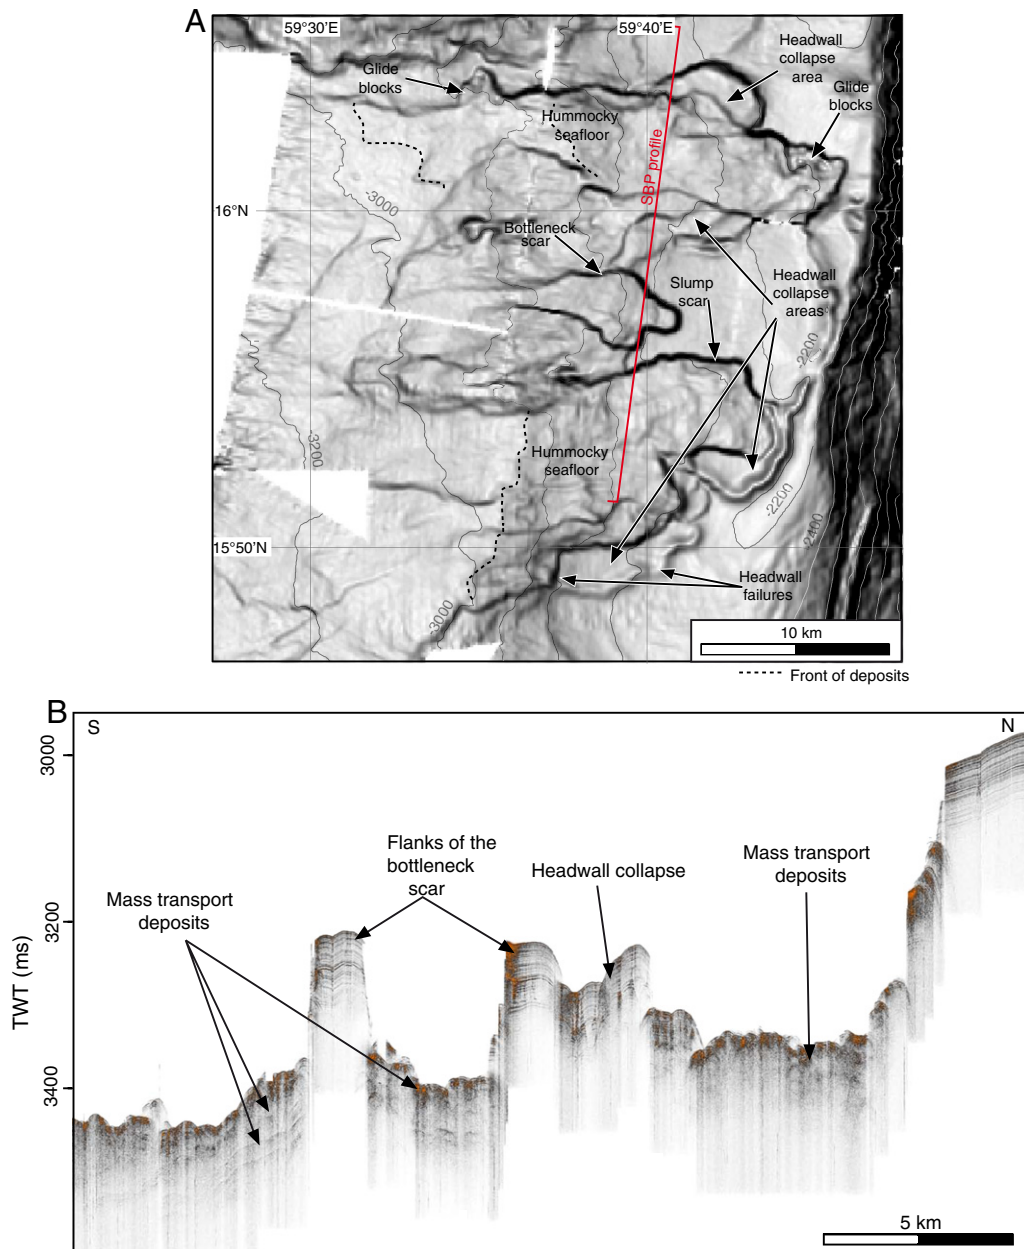 A
59°30'E
59°40'E
Headwall
collapse
area
Glide
blocks
Glide
blocks
Hummocky
seafloor
SBP profile
-3000
16°N
Bottleneck
scar
Slump
scar
Headwall
collapse
areas
-2200
-3200
Hummocky
seafloor
-2200
-2400
15°50'N
Headwall
failures
-3000
10 km
Front of deposits
B
S
N
3000
3200
3400
TWT (ms)
Flanks of the
bottleneck
scar
Headwall collapse
Mass transport
deposits
Mass transport
deposits
5 km